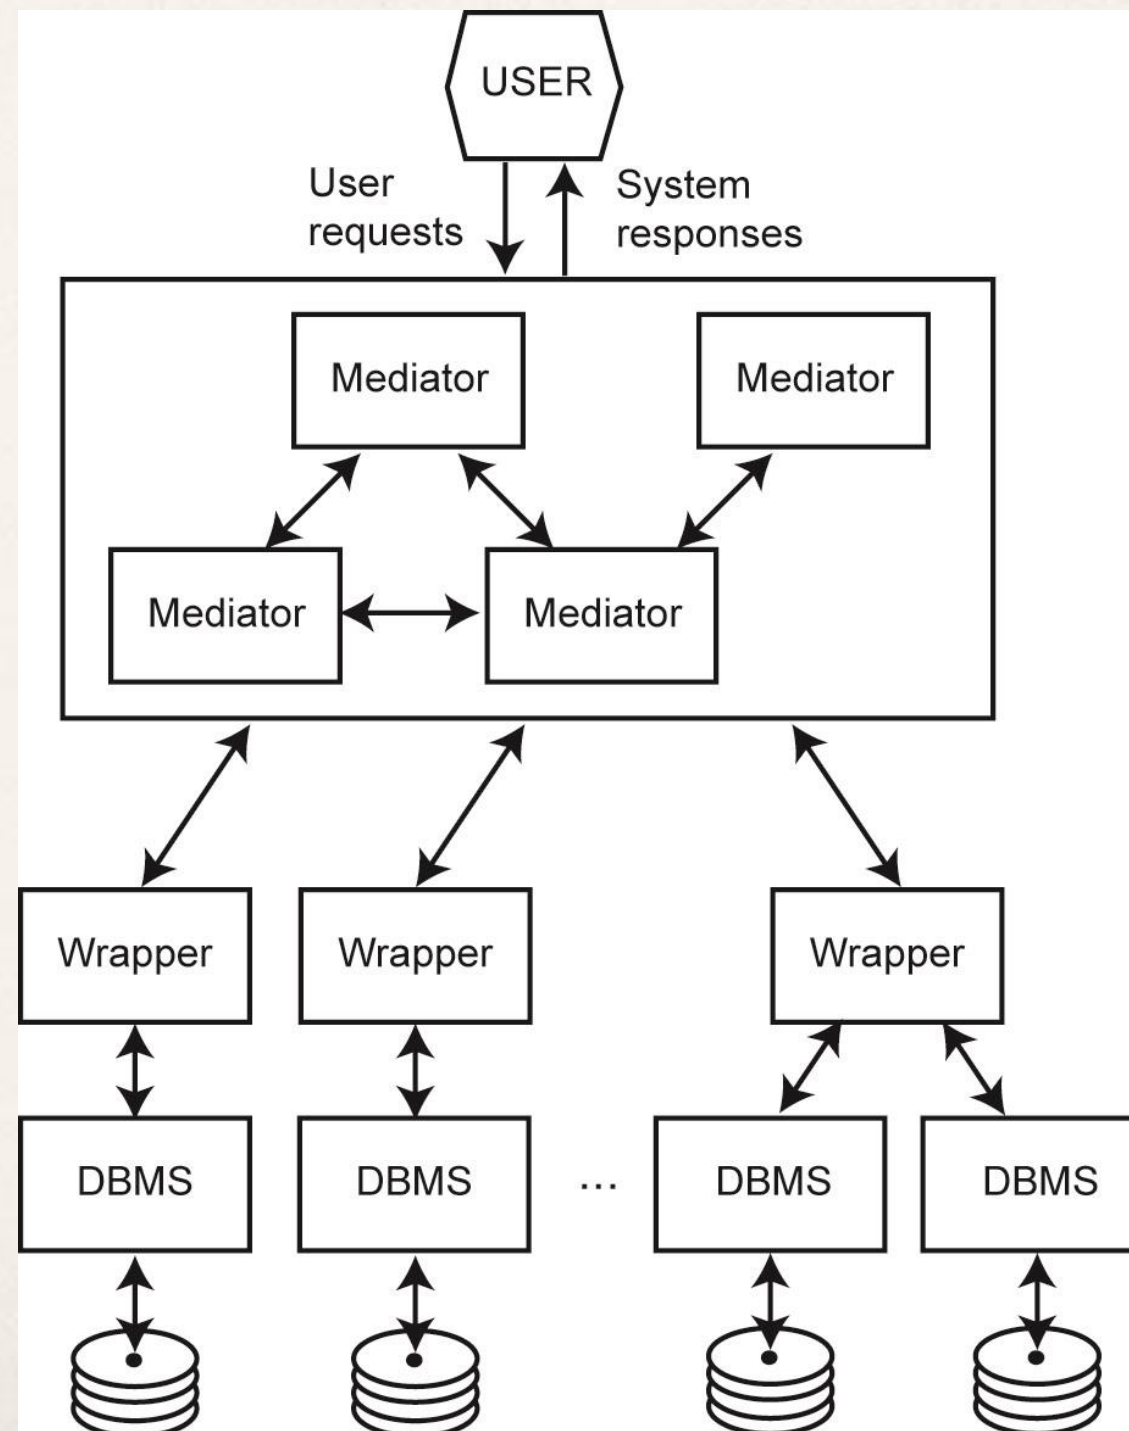 USER
User
requests
System
responses
Mediator
Mediator
Mediator
Mediator
Wrapper
Wrapper
Wrapper
DBMS
DBMS
...
DBMS
DBMS